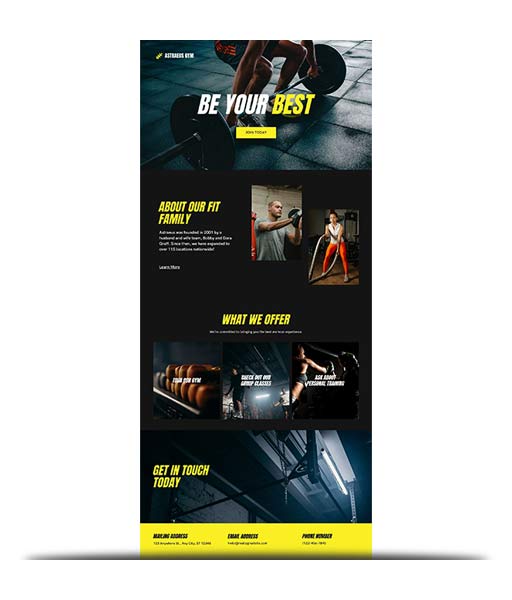 ASTRAEUS GYM
BE YOUR BEST
JOIN TODAY
ABOUT OUR FIT
FAMILY
Astraeus was founded in 2001 by a
husband and wife team, Bobby and Dora
Graff. Since then, we have expanded to
over 115 locations nationwide!
Learn More
WHAT WE OFFER
We're committed to bringing you the best workout experience.
TOUR OUR GYM
CHECK OUT OUR
GROUP CLASSES
ASK ABOUT
PERSONAL TRAINING
GET IN TOUCH
TODAY
MAILING ADDRESS
EMAIL ADDRESS
PHONE NUMBER
123 Anywhere St., Any City, ST 12345
hello@reallygreatsite.com
(123) 456-7890